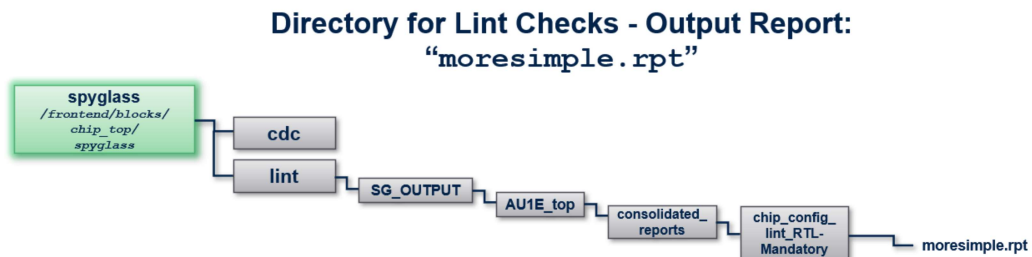 Directory for Lint Checks - Output Report:
“moresimple.rpt”
spyglass
/frontend/blocks/
chip_top/
spyglass
cdc
lint
SG_OUTPUT
AU1E_top
consolidated_
reports
chip_config_
lint_RTL-
Mandatory
moresimple.rpt